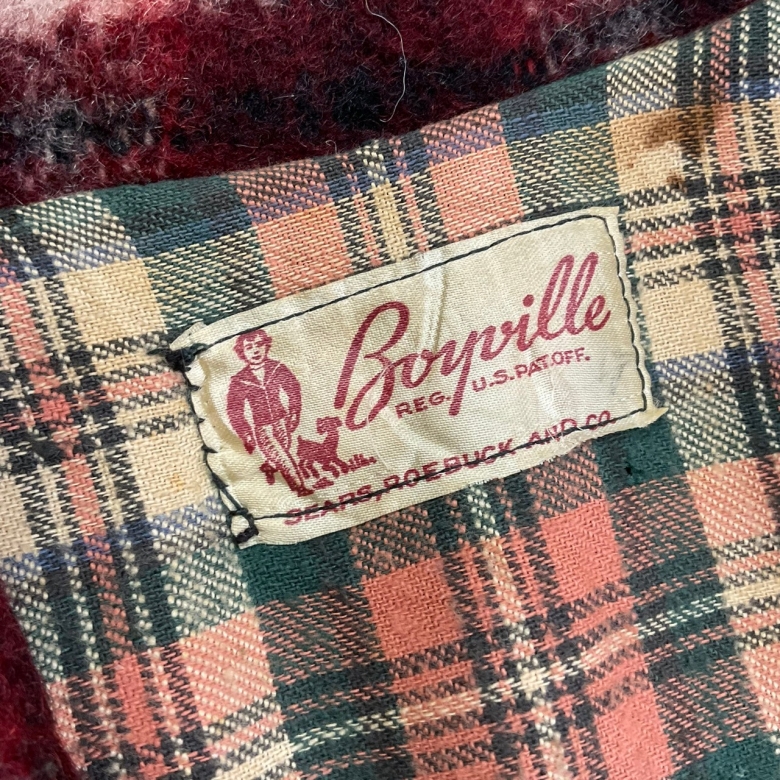 Boyville
REG. U.S. PAT. OFF.
SEARS, ROEBUCK AND CO.